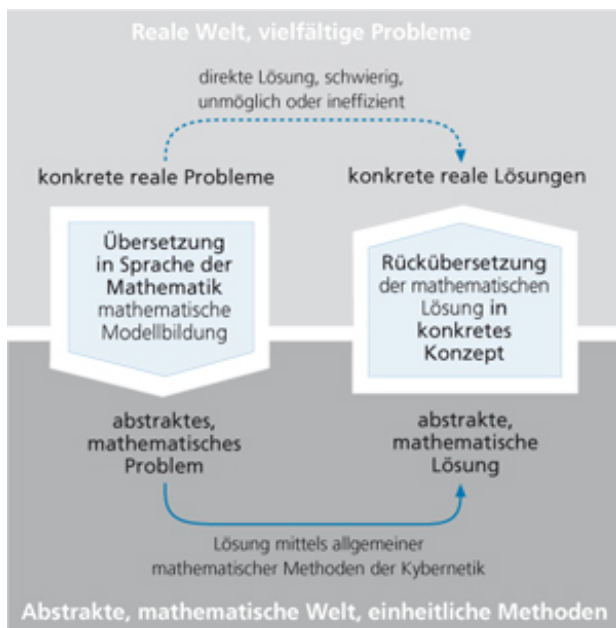 Reale Welt, vielfältige Probleme
direkte Lösung, schwierig,
unmöglich oder ineffizient
konkrete reale Probleme
konkrete reale Lösungen
Übersetzung
in Sprache der
Mathematik
mathematische
Modellbildung
Rückübersetzung
der mathematischen
Lösung in
konkretes
Konzept
abstraktes,
mathematisches
Problem
abstrakte,
mathematische
Lösung
Lösung mittels allgemeiner
mathematischer Methoden der Kybernetik
Abstrakte, mathematische Welt, einheitliche Methoden